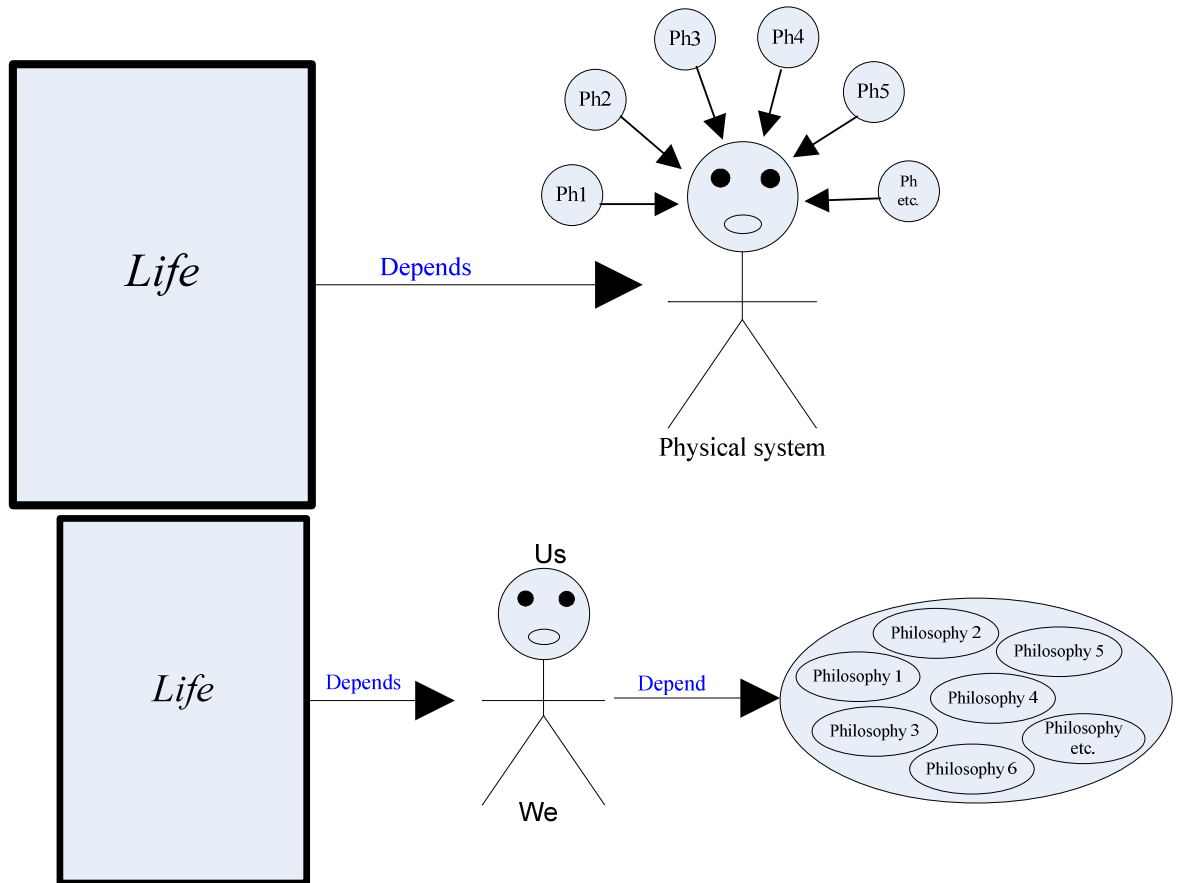 Ph3
Ph4
Ph2
Ph5
Ph1
Ph
etc.
Life
Depends
Physical system
Us
Life
Depends
Depend
We
Philosophy 2
Philosophy 5
Philosophy 1
Philosophy 4
Philosophy 3
Philosophy
etc.
Philosophy 6